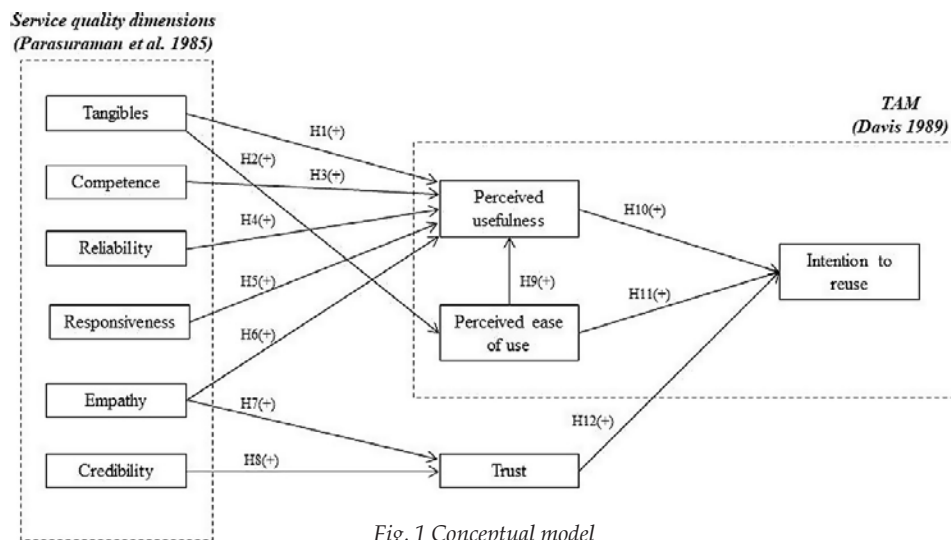 Service quality dimensions
(Parasuraman et al. 1985)
TAM
(Davis 1989)
Tangibles
H1(+)
H2(+)
Competence
H3(+)
Perceived
usefulness
H10(+)
Reliability
H4(+)
Intention to
reuse
H5(+)
H9(+)
H11(+)
Responsiveness
Perceived ease
of use
H6(+)
Empathy
H7(+)
H12(+)
Credibility
H8(+)
Trust
Fig. 1 Conceptual model